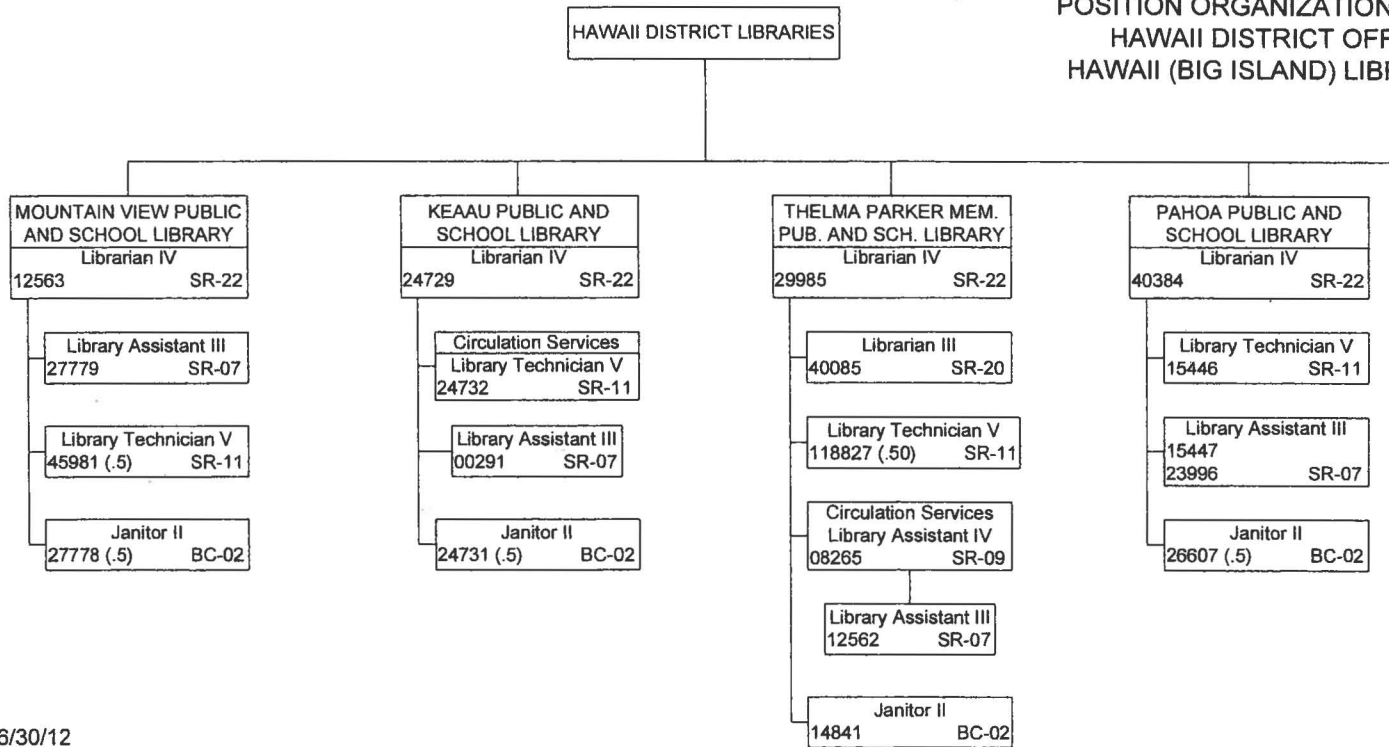 POSITION ORGANIZATION
HAWAII DISTRICT
HAWAII (BIG ISLAND)
HAWAII DISTRICT LIBRARIES
MOUNTAIN VIEW PUBLIC
AND SCHOOL LIBRARY
Librarian IV
12563 SR-22
Library Assistant III
27779 SR-07
Library Technician V
45981 (.5) SR-11
Janitor II
27778 (.5) BC-02
KEAAU PUBLIC AND
SCHOOL LIBRARY
Librarian IV
24729 SR-22
Circulation Services
Library Technician V
24732 SR-11
Library Assistant III
00291 SR-07
Janitor II
24731 (.5) BC-02
THELMA PARKER MEM.
PUB. AND SCH. LIBRARY
Librarian IV
29985 SR-22
Librarian III
40085 SR-20
Library Technician V
118827 (.50) SR-11
Circulation Services
Library Assistant IV
08265 SR-09
Library Assistant III
12562 SR-07
Janitor II
14841 BC-02
PAHOA PUBLIC AND
SCHOOL LIBRARY
Librarian IV
40384 SR-22
Library Technician V
15446 SR-11
Library Assistant III
15447
23996 SR-07
Janitor II
26607 (.5) BC-02
6/30/12